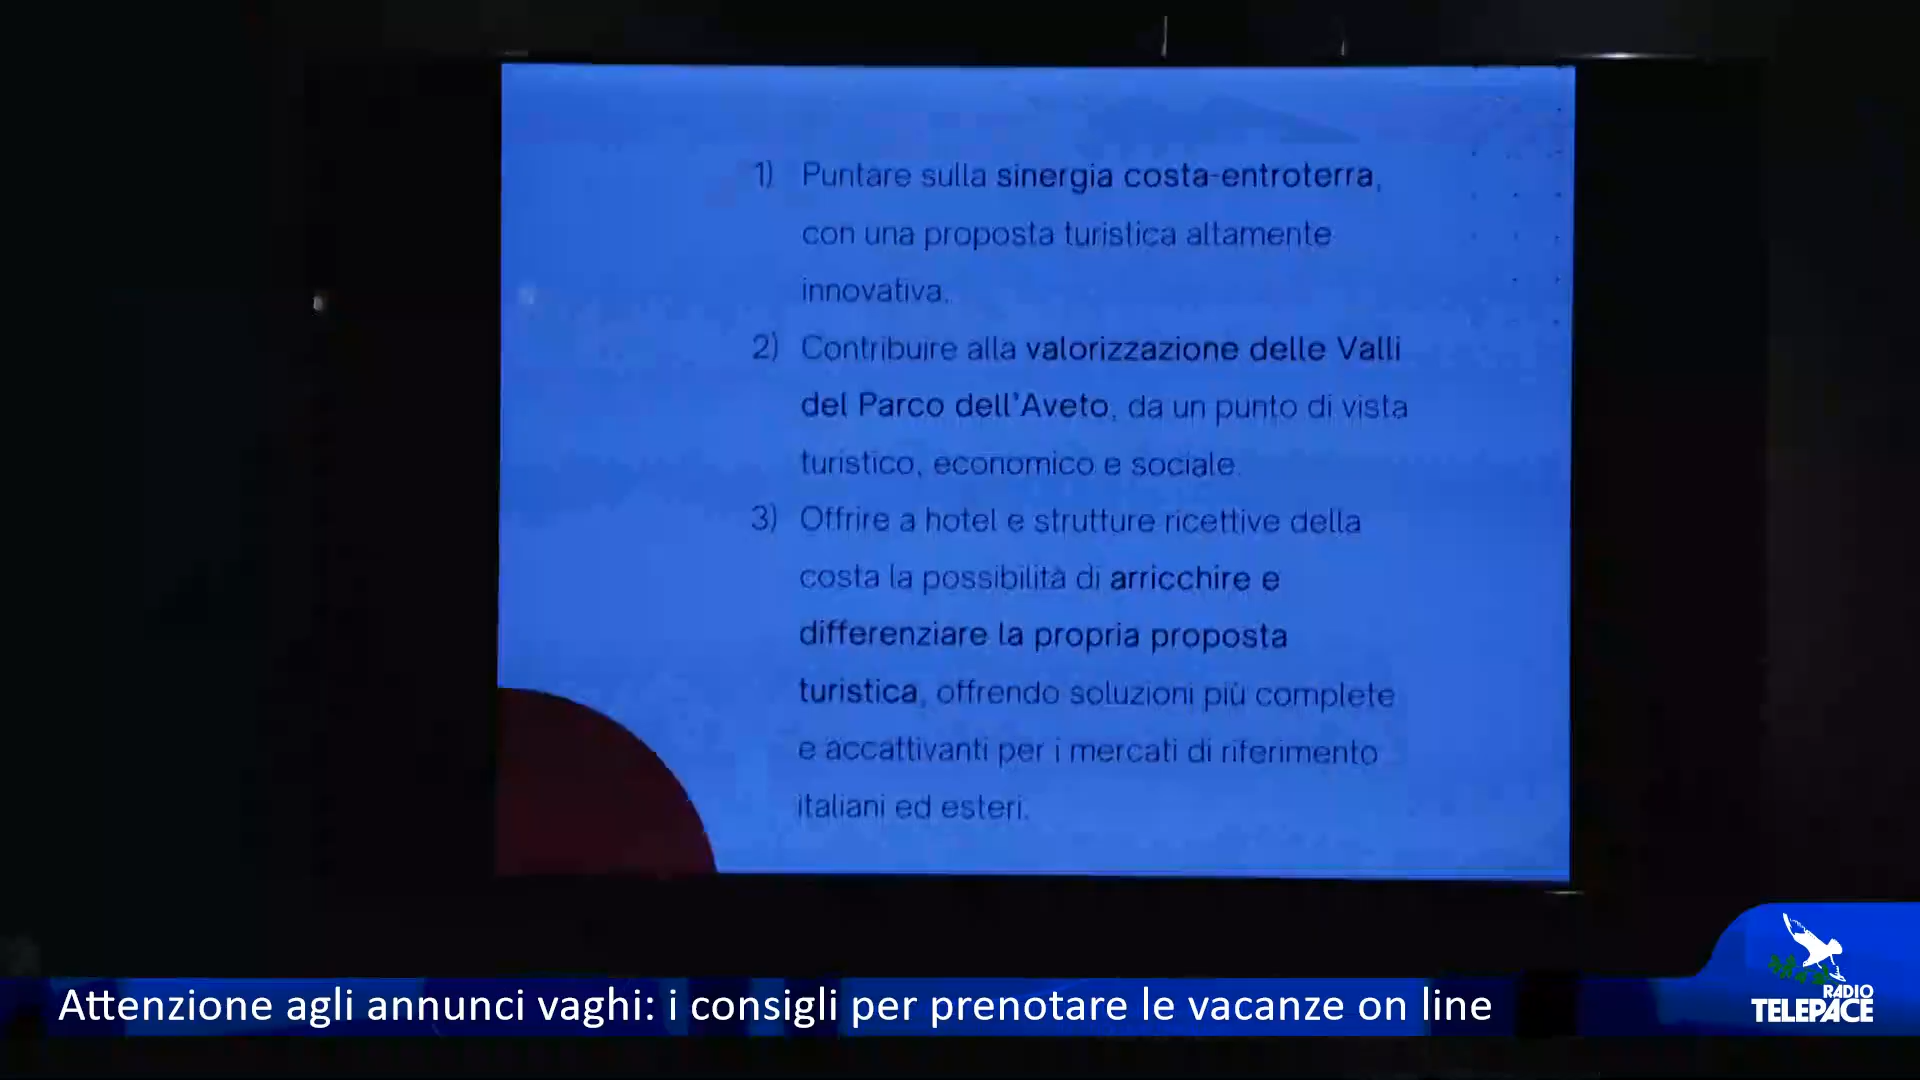 1) Puntare sulla sinergia costa-entroterra,
con una proposta turistica altamente
innovativa.
2) Contribuire alla valorizzazione delle Valli
del Parco dell'Aveto, da un punto di vista
turistico, economico e sociale.
3) Offrire a hotel e strutture ricettive della
costa la possibilità di arricchire e
differenziare la propria proposta
turistica, offrendo soluzioni più complete
e accattivanti per i mercati di riferimento
italiani ed esteri.
Attenzione agli annunci vaghi: i consigli per prenotare le vacanze on line
RADIO
TELEPACE